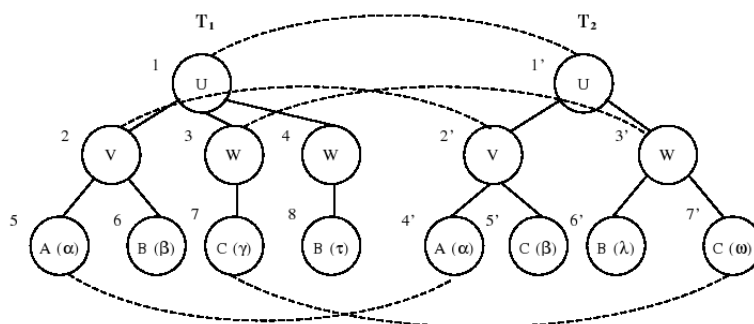 T₁ T₂
1 U 1' U
2 V 3 W 4 W 2' V 3' W
5 A (α) 6 B (β) 7 C (γ) 8 B (τ) 4' A (α) 5' C (β) 6' B (λ) 7' C (ω)